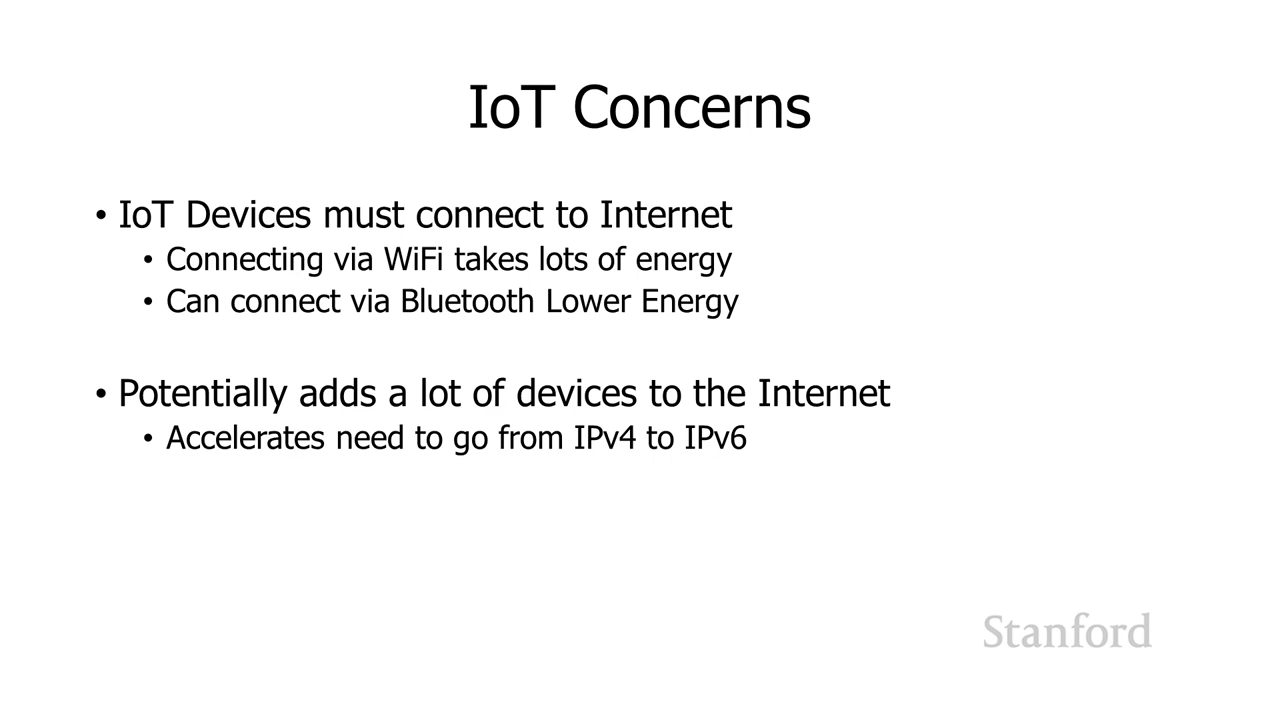 IoT Concerns
• IoT Devices must connect to Internet
• Connecting via WiFi takes lots of energy
• Can connect via Bluetooth Lower Energy
• Potentially adds a lot of devices to the Internet
• Accelerates need to go from IPv4 to IPv6
Stanford